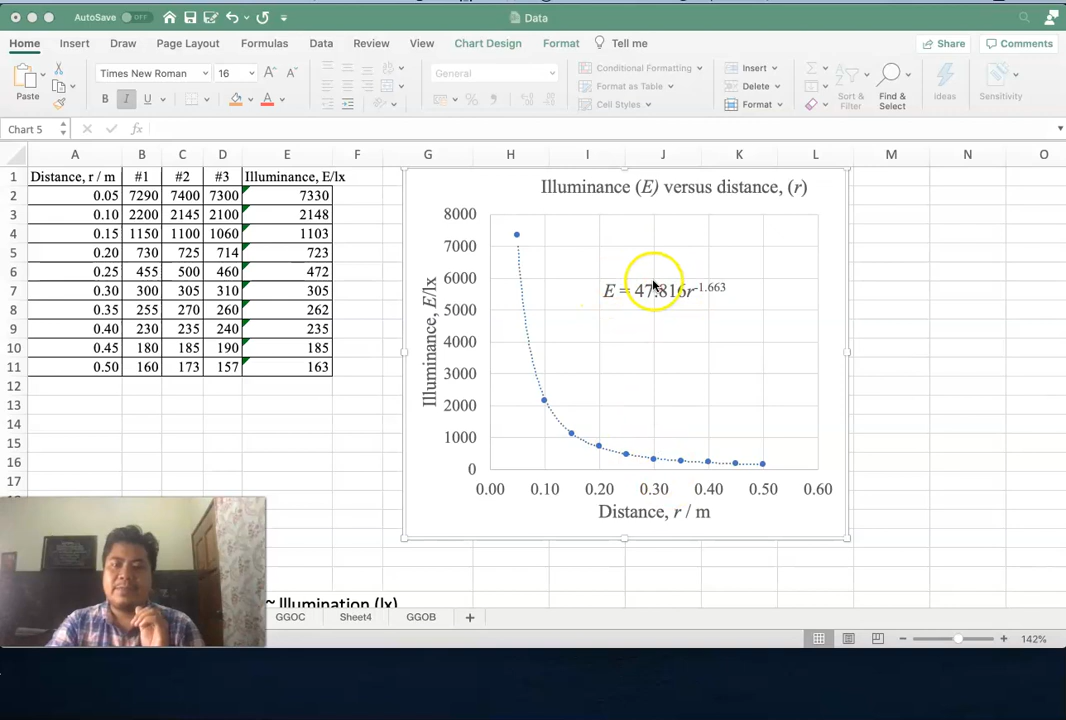 AutoSave OFF
Data
Home Insert Draw Page Layout Formulas Data Review View Chart Design Format Tell me
Share Comments
Paste
Times New Roman 16
B I U
General
Conditional Formatting
Format as Table
Cell Styles
Insert
Delete
Format
Sort & Filter
Find & Select
Ideas
Sensitivity
Chart 5 fx
A B C D E F G H I J K L M N O
1 Distance, r / m #1 #2 #3 Illuminance, E/lx
2 0.05 7290 7400 7300 7330
3 0.10 2200 2145 2100 2148
4 0.15 1150 1100 1060 1103
5 0.20 730 725 714 723
6 0.25 455 500 460 472
7 0.30 300 305 310 305
8 0.35 255 270 260 262
9 0.40 230 235 240 235
10 0.45 180 185 190 185
11 0.50 160 173 157 163
12
13
14
15
16
17
Illuminance (E) versus distance, (r)
8000
7000
6000
5000
4000
3000
2000
1000
0
Illuminance, E/lx
E = 47.816r^-1.663
0.00 0.10 0.20 0.30 0.40 0.50 0.60
Distance, r / m
~ Illumination (lx)
GGOC Sheet4 GGOB +
142%